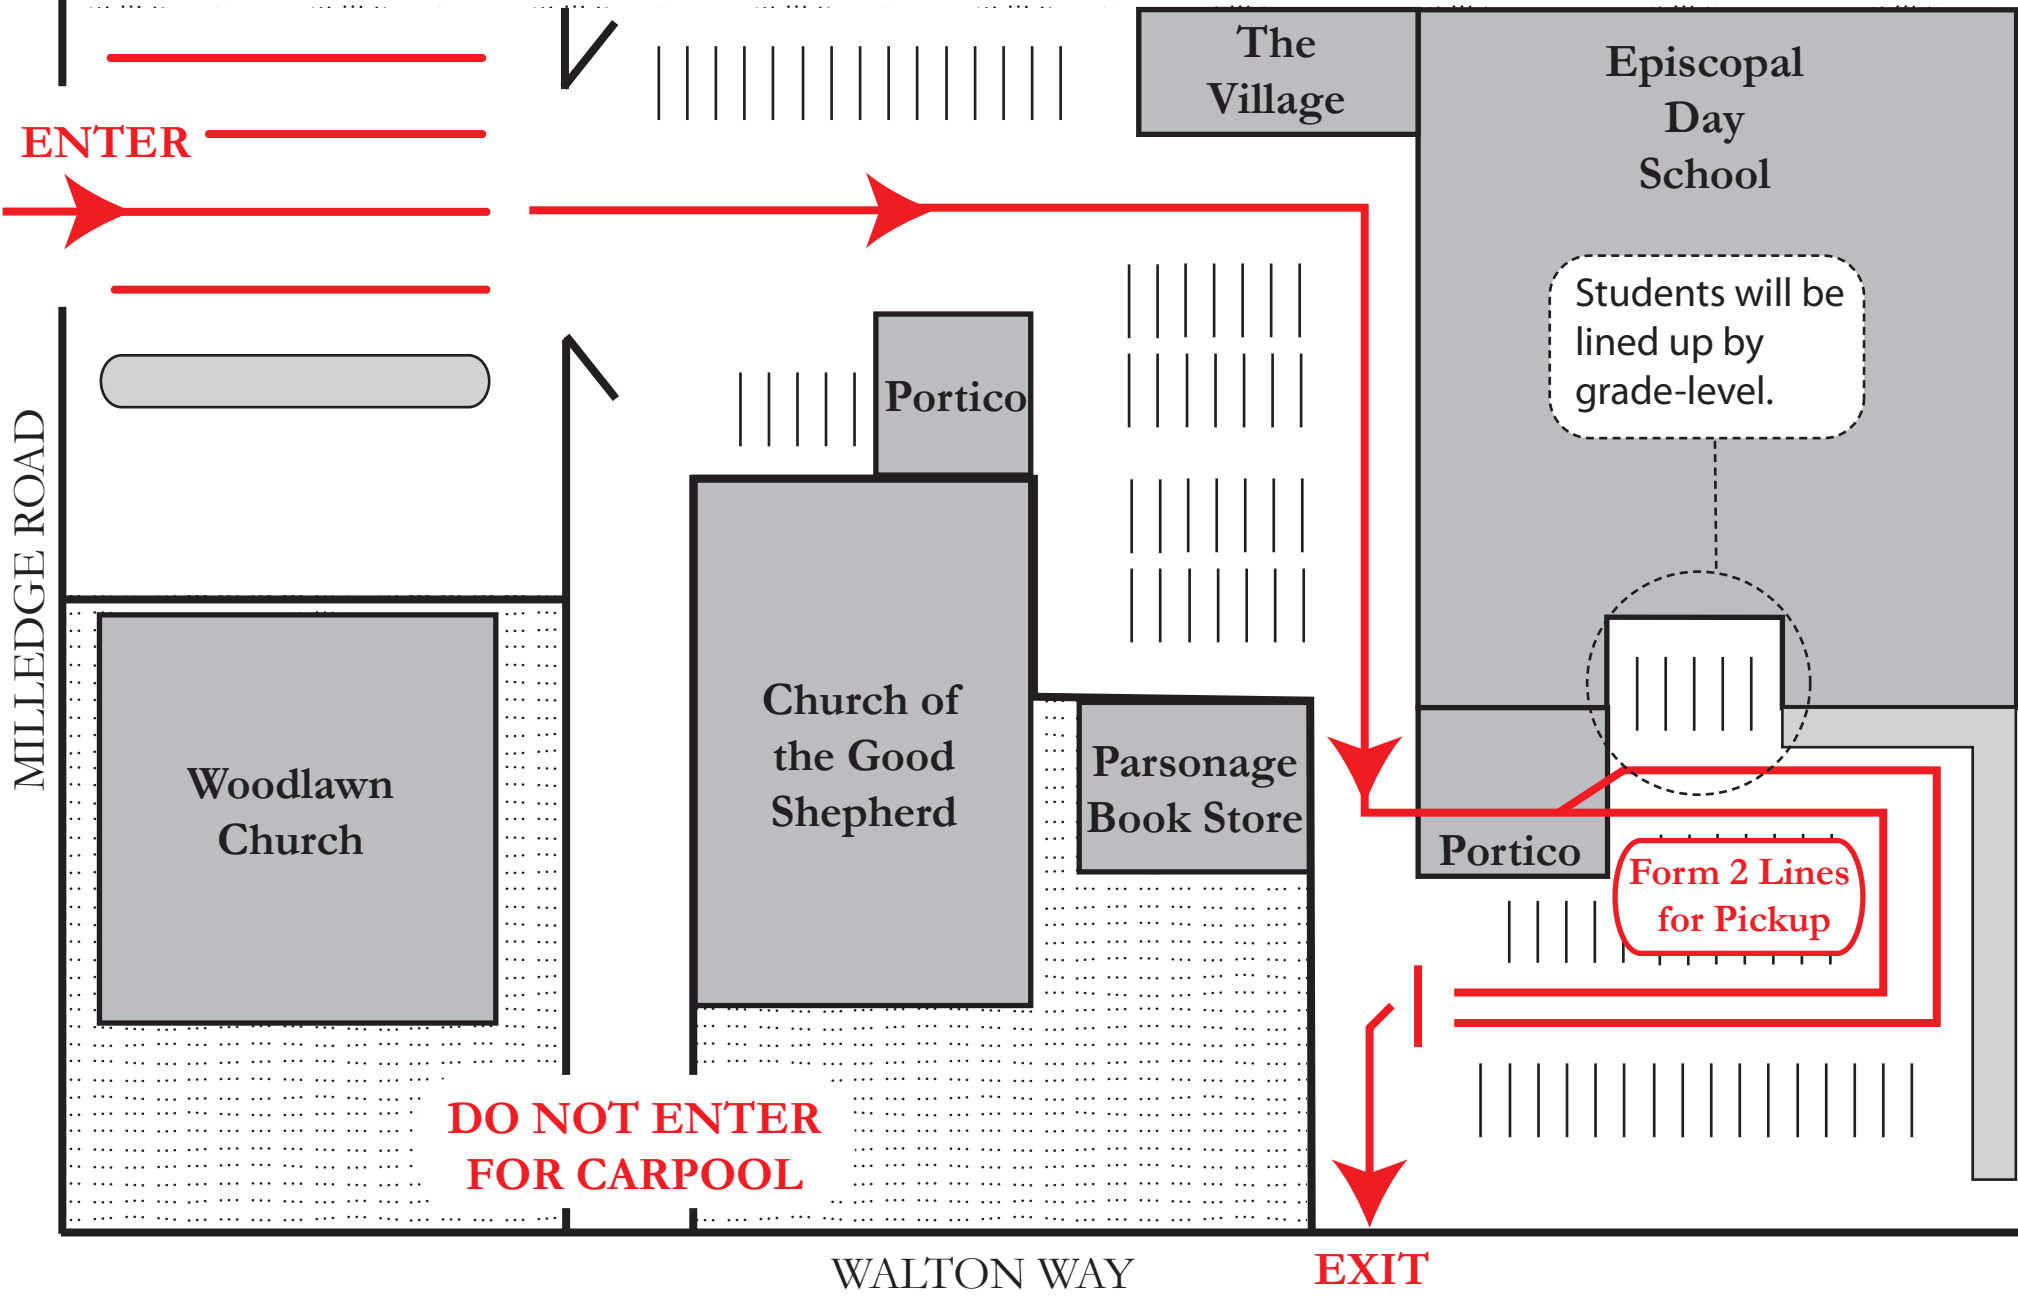 The
Village
Episcopal
Day
School
ENTER
Students will be
lined up by
grade-level.
Portico
MILLEDGE ROAD
Woodlawn
Church
Church of
the Good
Shepherd
Parsonage
Book Store
Portico
Form 2 Lines
for Pickup
DO NOT ENTER
FOR CARPOOL
WALTON WAY
EXIT